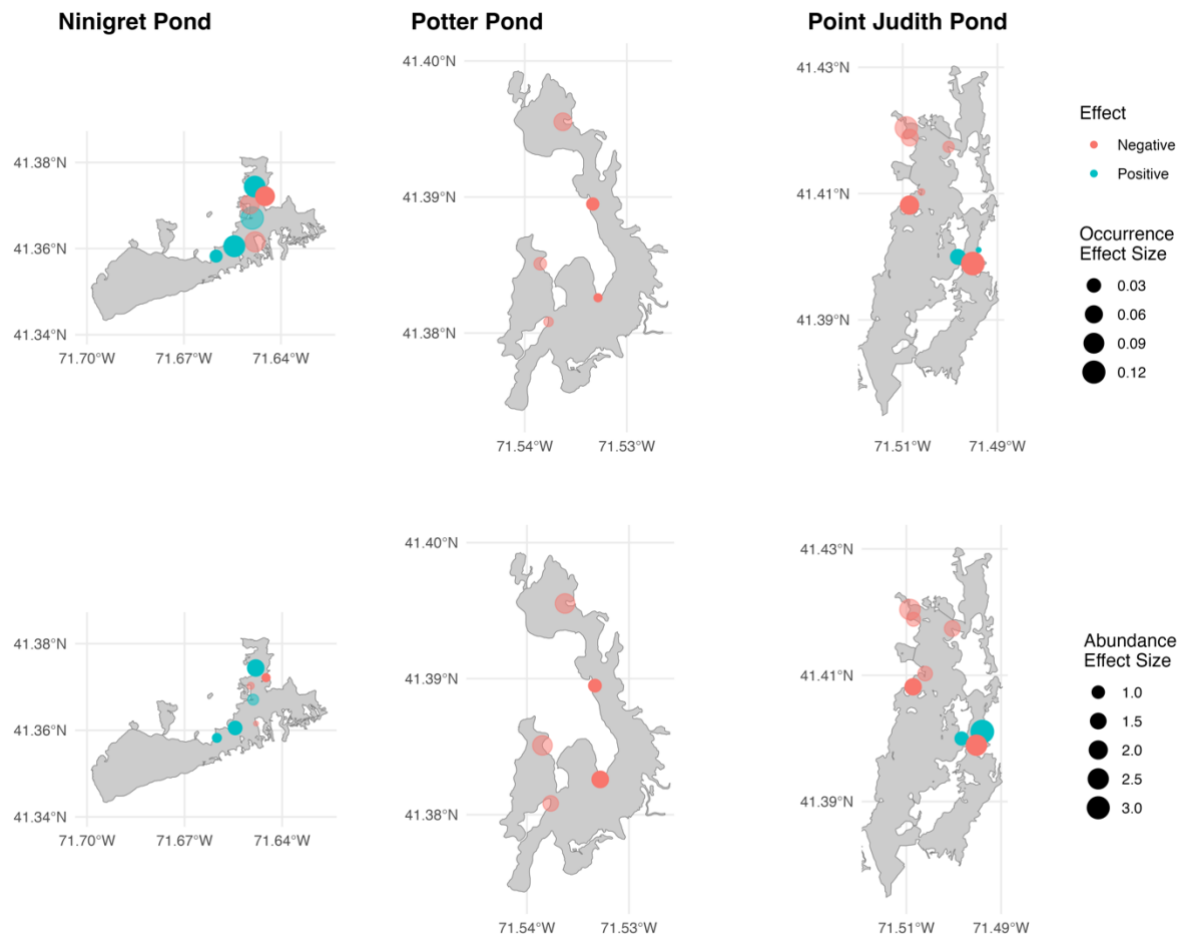 Ninigret Pond
Potter Pond
Point Judith Pond
41.38°N
41.36°N
41.34°N
71.70°W 71.67°W 71.64°W
41.40°N
41.39°N
41.38°N
71.54°W 71.53°W
41.43°N
41.41°N
41.39°N
71.51°W 71.49°W
Effect
Negative
Positive
Occurrence
Effect Size
0.03
0.06
0.09
0.12
41.38°N
41.36°N
41.34°N
71.70°W 71.67°W 71.64°W
41.40°N
41.39°N
41.38°N
71.54°W 71.53°W
41.43°N
41.41°N
41.39°N
71.51°W 71.49°W
Abundance
Effect Size
1.0
1.5
2.0
2.5
3.0